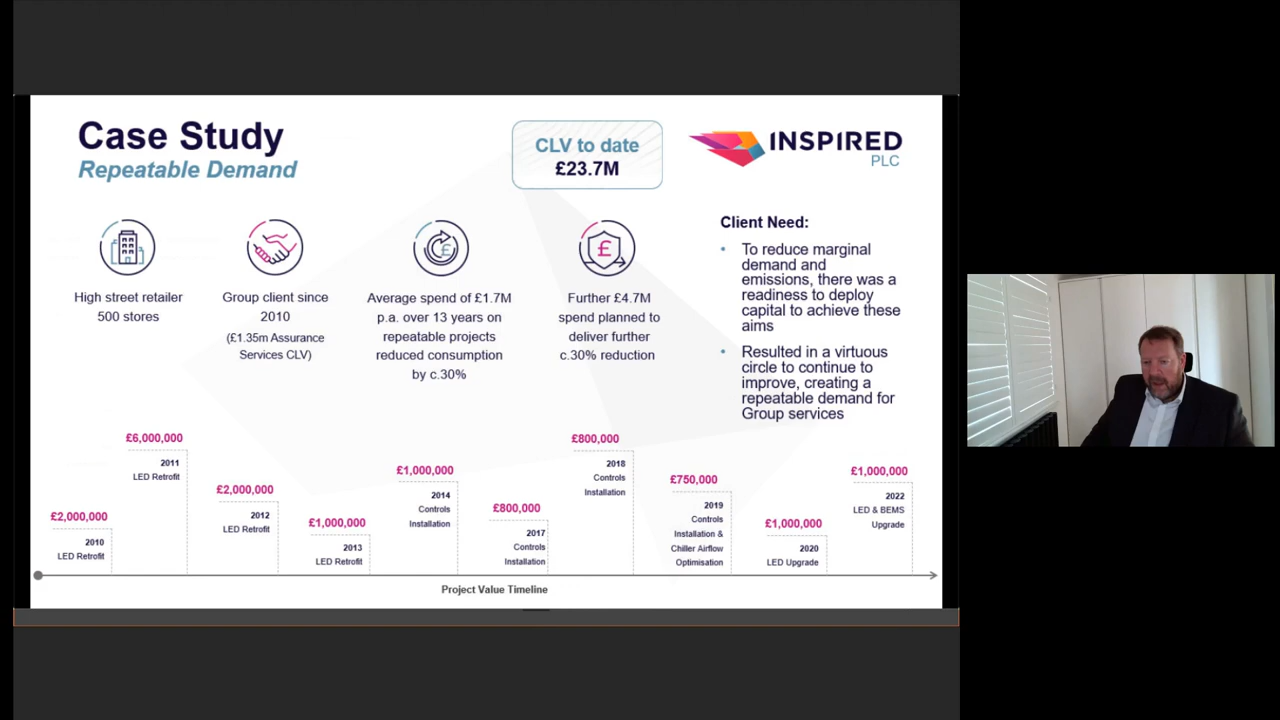 Case Study
Repeatable Demand
CLV to date
£23.7M
INSPIRED
PLC
High street retailer
500 stores
Group client since
2010
(£1.35m Assurance
Services CLV)
Average spend of £1.7M
p.a. over 13 years on
repeatable projects
reduced consumption
by c.30%
Further £4.7M
spend planned to
deliver further
c.30% reduction
Client Need:
• To reduce marginal
demand and
emissions, there was a
readiness to deploy
capital to achieve these
aims
• Resulted in a virtuous
circle to continue to
improve, creating a
repeatable demand for
Group services
£2,000,000
2010
LED Retrofit
£6,000,000
2011
LED Retrofit
£2,000,000
2012
LED Retrofit
£1,000,000
2013
LED Retrofit
£1,000,000
2014
Controls
Installation
£800,000
2017
Controls
Installation
£800,000
2018
Controls
Installation
£750,000
2019
Controls
Installation &
Chiller Airflow
Optimisation
£1,000,000
2020
LED Upgrade
£1,000,000
2022
LED & BEMS
Upgrade
Project Value Timeline